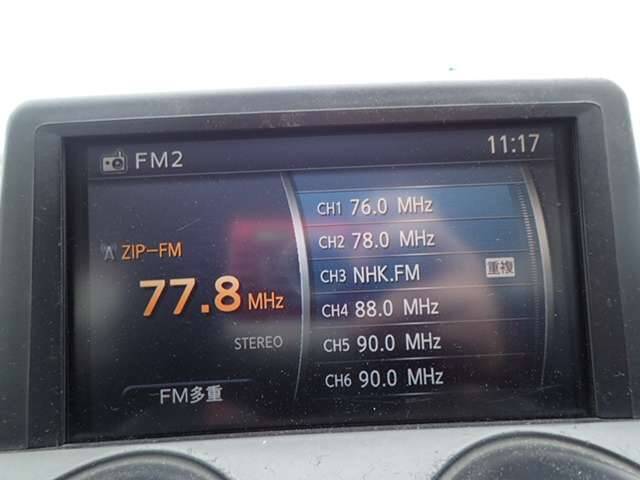 FM2
11:17
ZIP-FM
77.8 MHz
STEREO
FM多重
CH1 76.0 MHz
CH2 78.0 MHz
CH3 NHK.FM 重複
CH4 88.0 MHz
CH5 90.0 MHz
CH6 90.0 MHz